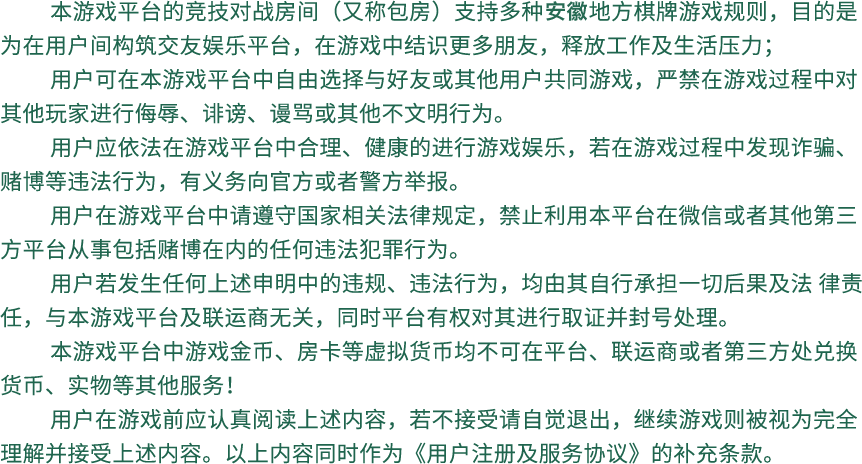 本游戏平台的竞技对战房间（又称包房）支持多种安徽地方棋牌游戏规则，目的是
为在用户间构筑交友娱乐平台，在游戏中结识更多朋友，释放工作及生活压力；
用户可在本游戏平台中自由选择与好友或其他用户共同游戏，严禁在游戏过程中对
其他玩家进行侮辱、诽谤、谩骂或其他不文明行为。
用户应依法在游戏平台中合理、健康的进行游戏娱乐，若在游戏过程中发现诈骗、
赌博等违法行为，有义务向官方或者警方举报。
用户在游戏平台中请遵守国家相关法律规定，禁止利用本平台在微信或者其他第三
方平台从事包括赌博在内的任何违法犯罪行为。
用户若发生任何上述申明中的违规、违法行为，均由其自行承担一切后果及法 律责
任，与本游戏平台及联运商无关，同时平台有权对其进行取证并封号处理。
本游戏平台中游戏金币、房卡等虚拟货币均不可在平台、联运商或者第三方处兑换
货币、实物等其他服务！
用户在游戏前应认真阅读上述内容，若不接受请自觉退出，继续游戏则被视为完全
理解并接受上述内容。以上内容同时作为《用户注册及服务协议》的补充条款。